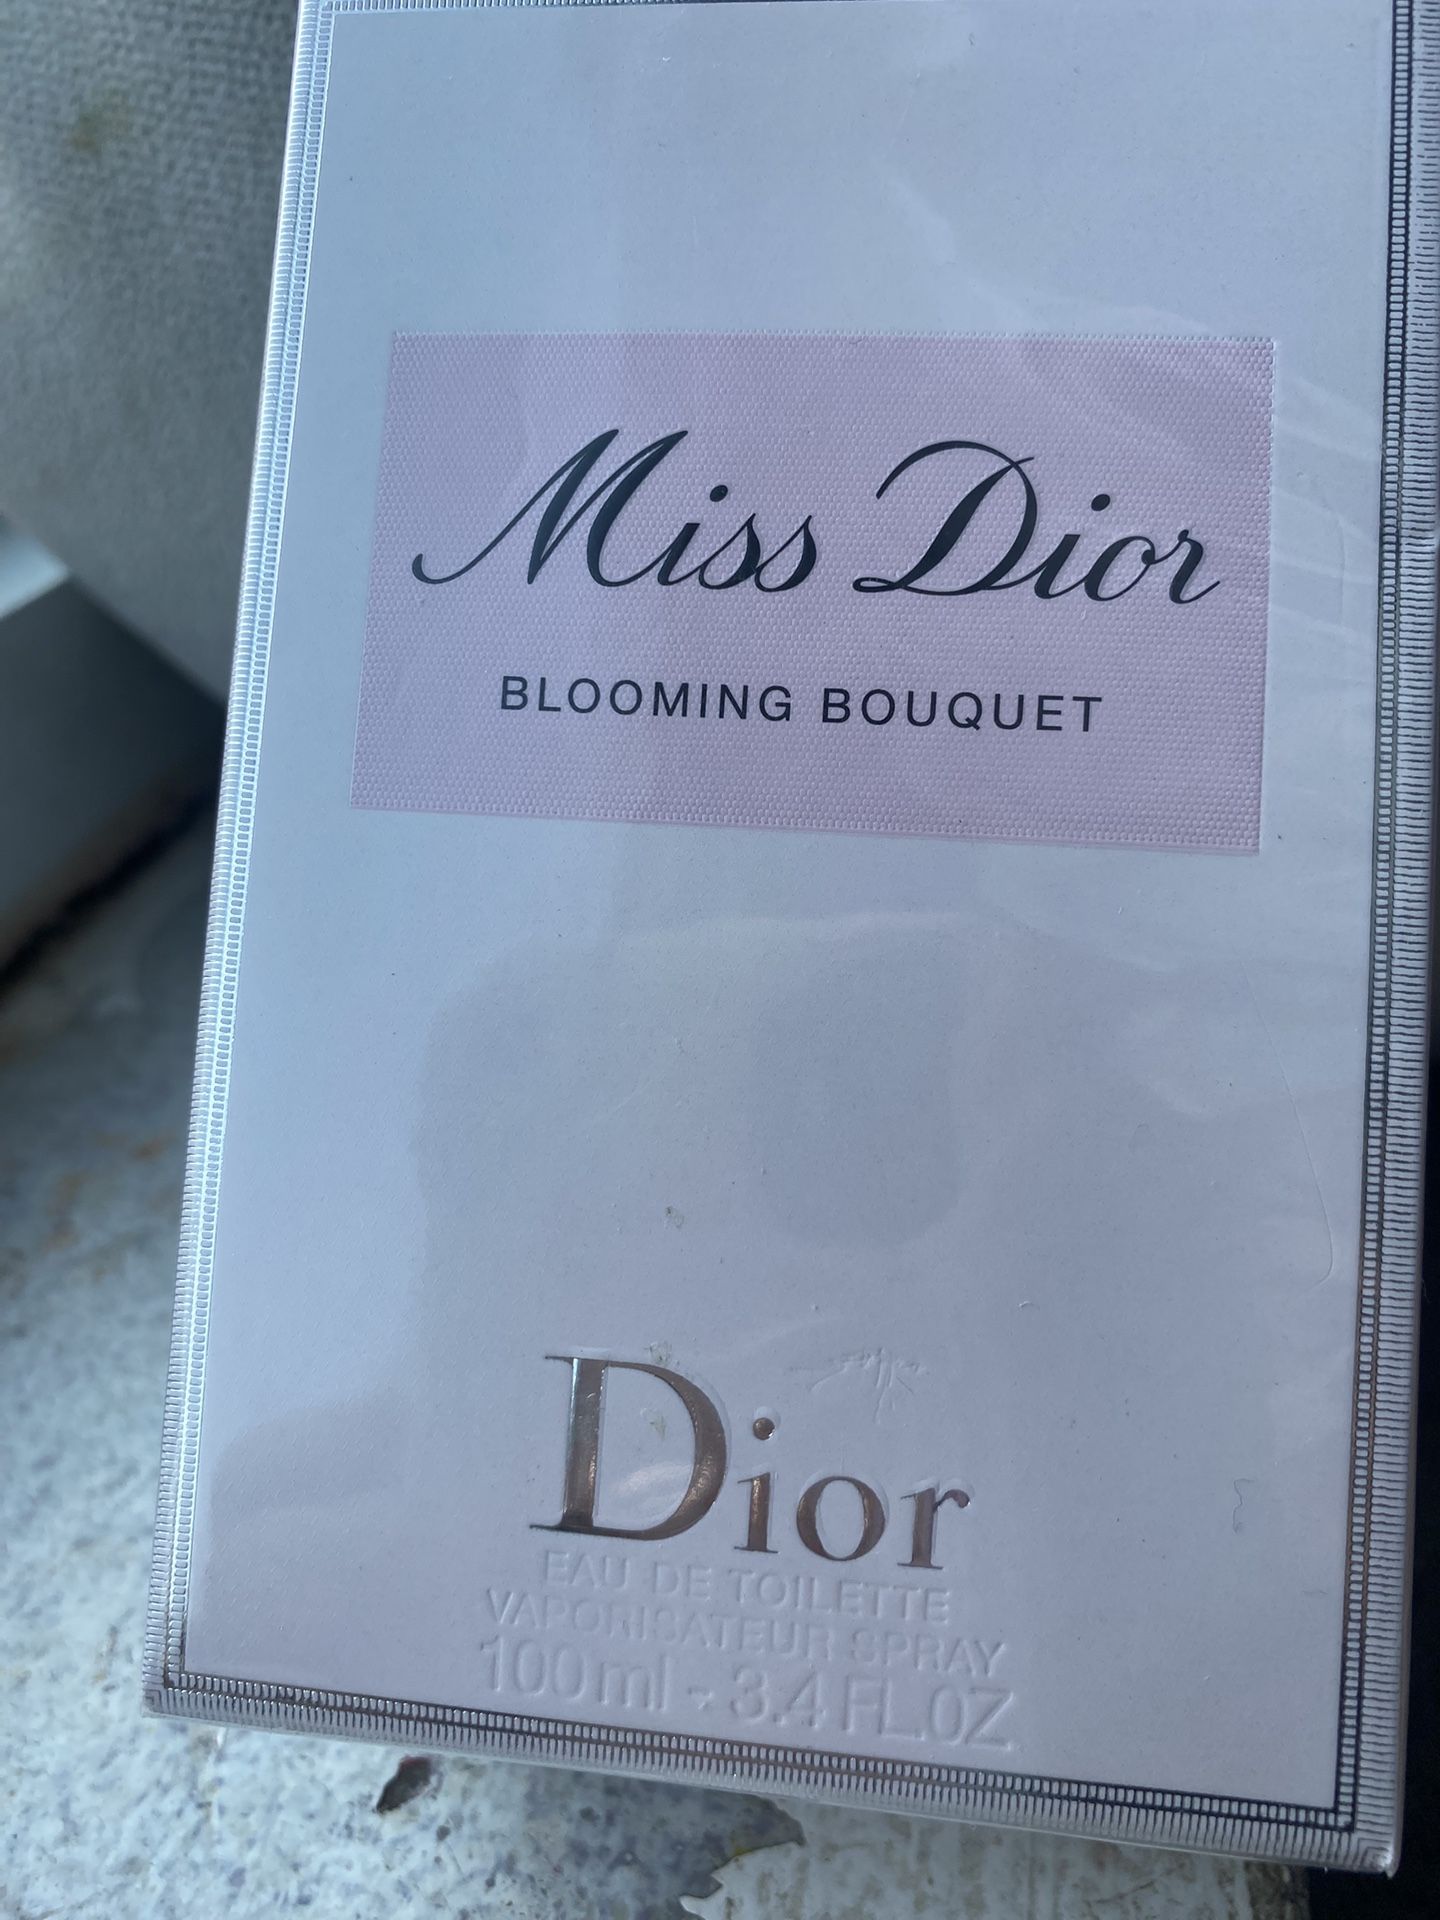 Miss Dior
BLOOMING BOUQUET
Dior
EAU DE TOILETTE
VAPORISATEUR SPRAY
100 ml - 3.4 FL.OZ.